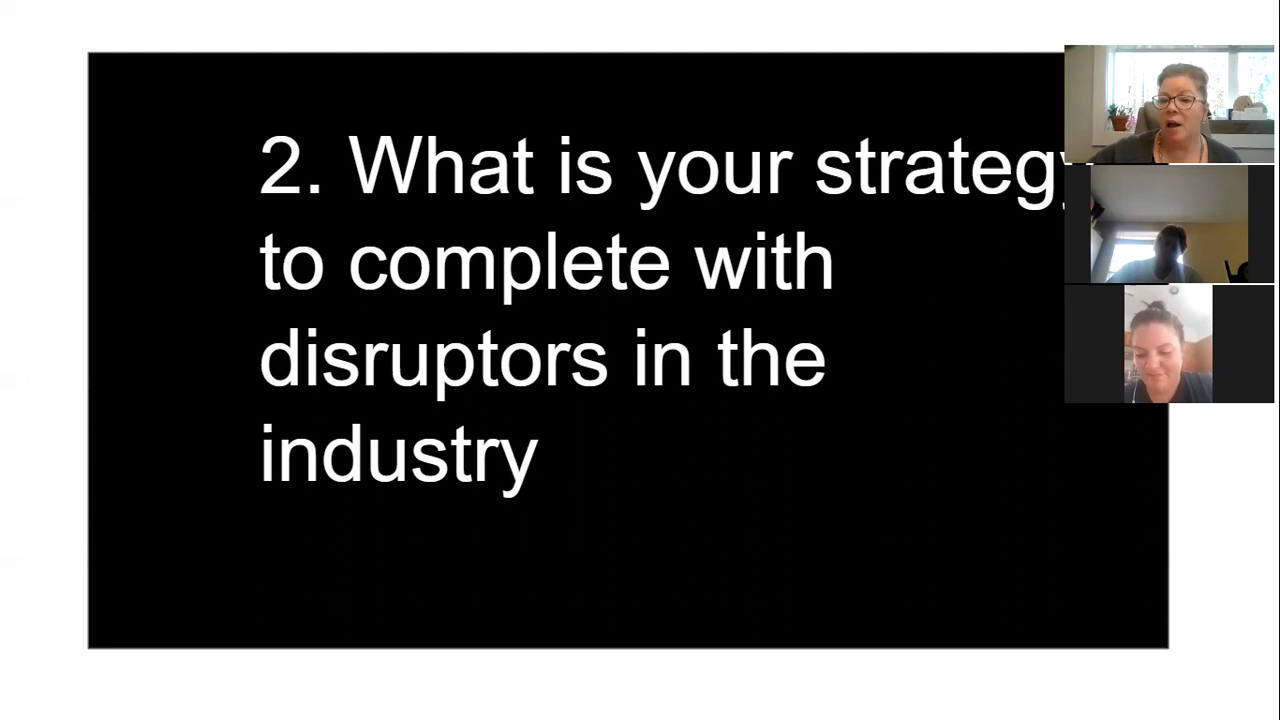 2. What is your strategy
to complete with
disruptors in the
industry